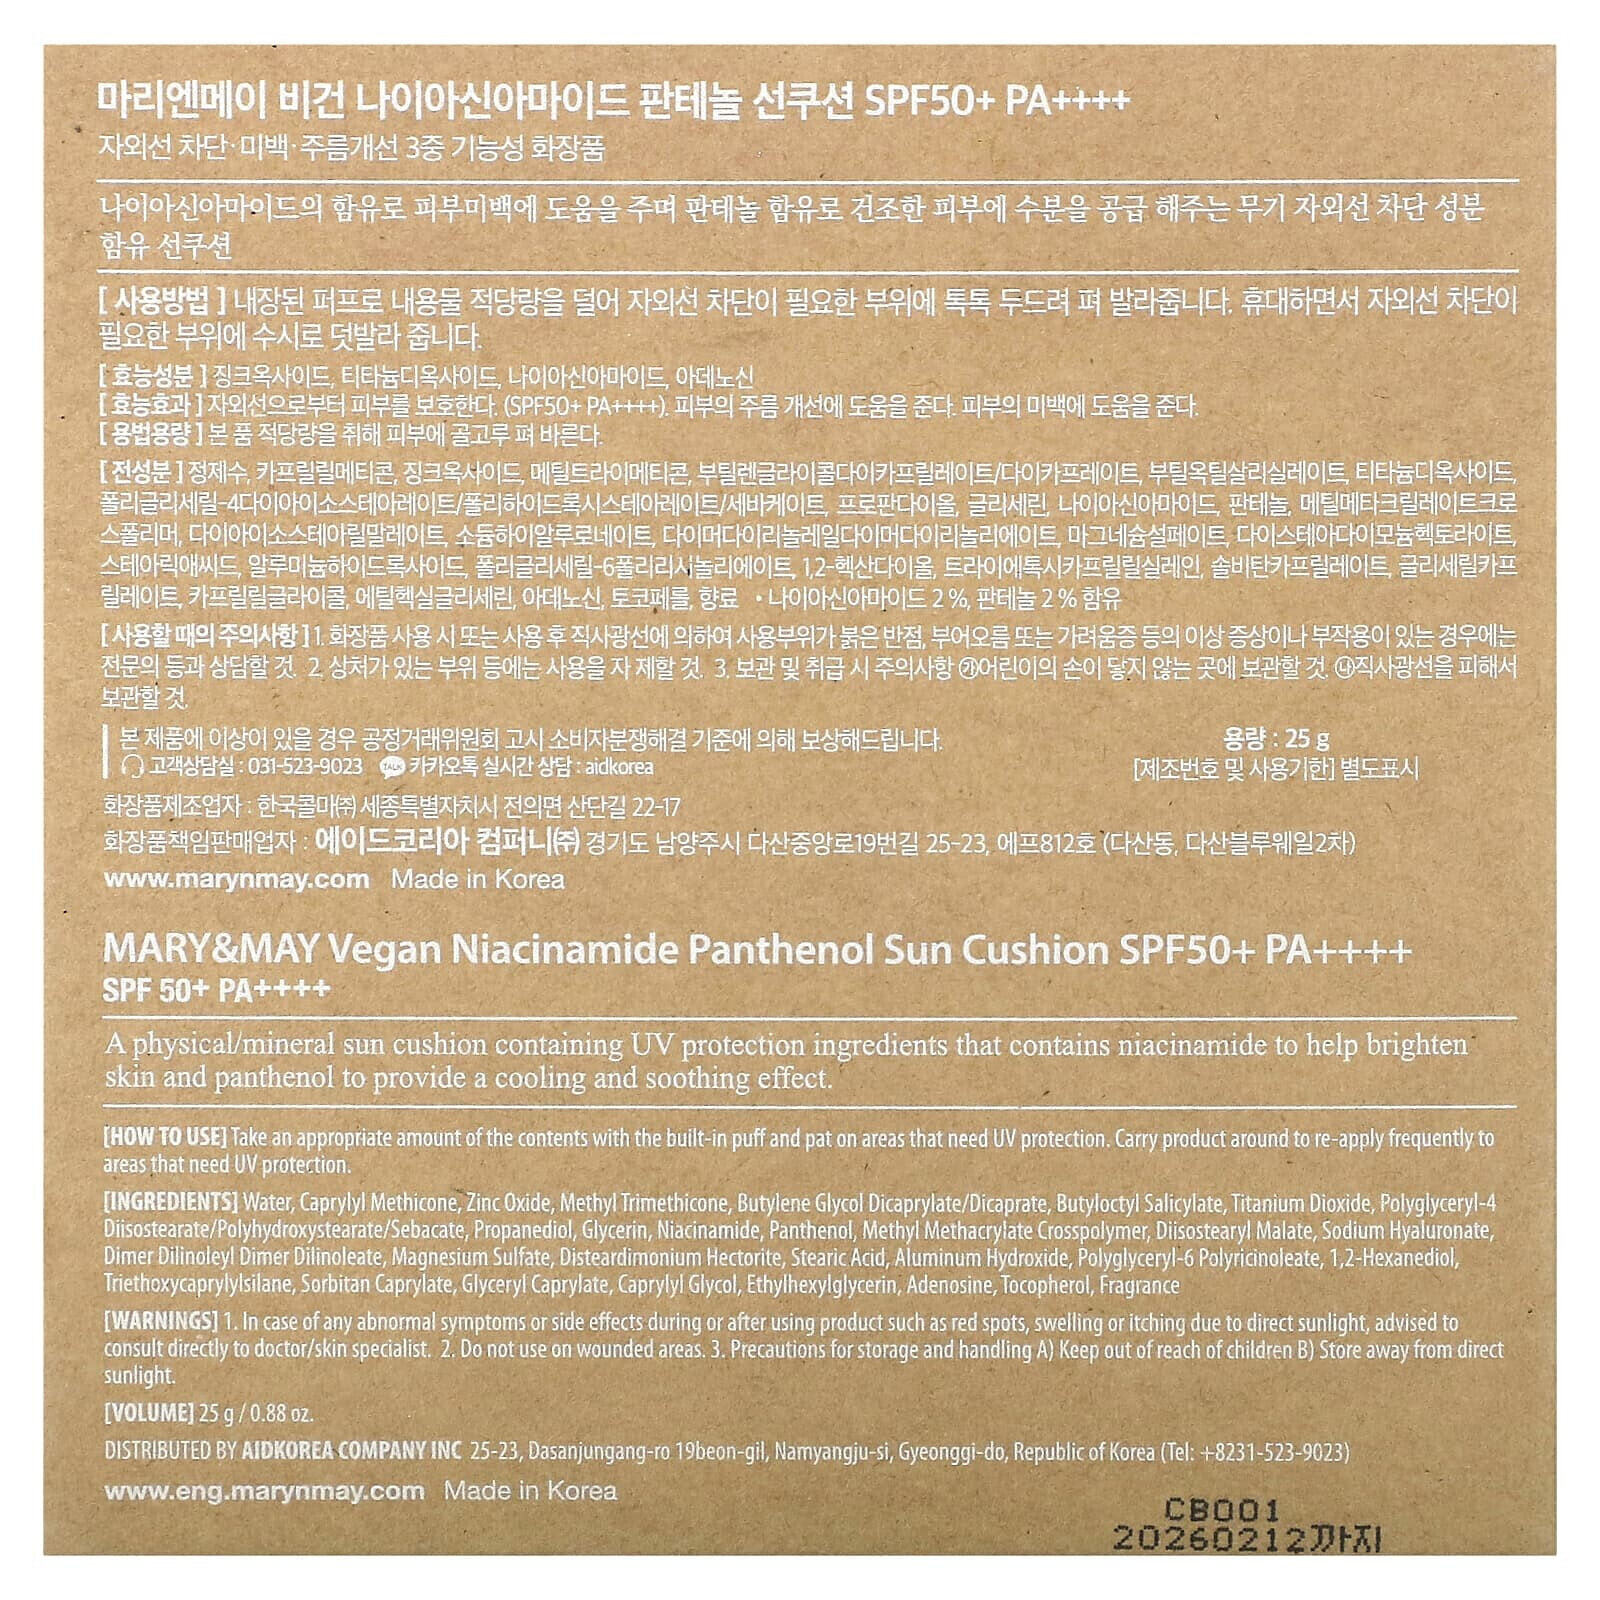 마리엔메이 비건 나이아신아마이드 판테놀 선쿠션 SPF50+ PA++++
자외선 차단·미백·주름개선 3중 기능성 화장품
나이아신아마이드의 함유로 피부미백에 도움을 주며 판테놀 함유로 건조한 피부에 수분을 공급 해주는 무기 자외선 차단 성분
함유 선쿠션
[ 사용방법 ] 내장된 퍼프로 내용물 적당량을 덜어 자외선 차단이 필요한 부위에 톡톡 두드려 펴 발라줍니다. 휴대하면서 자외선 차단이
필요한 부위에 수시로 덧발라 줍니다.
[ 효능성분 ] 징크옥사이드, 티타늄디옥사이드, 나이아신아마이드, 아데노신
[ 효능효과 ] 자외선으로부터 피부를 보호한다. (SPF50+ PA++++). 피부의 주름 개선에 도움을 준다. 피부의 미백에 도움을 준다.
[ 용법용량 ] 본 품 적당량을 취해 피부에 골고루 펴 바른다.
[ 전성분 ] 정제수, 카프릴릴메티콘, 징크옥사이드, 메틸트라이메티콘, 부틸렌글라이콜다이카프릴레이트/다이카프레이트, 부틸옥틸살리실레이트, 티타늄디옥사이드,
폴리글리세릴-4다이아이소스테아레이트/폴리하이드록시스테아레이트/세바케이트, 프로판다이올, 글리세린, 나이아신아마이드, 판테놀, 메틸메타크릴레이트크로
스폴리머, 다이아이소스테아릴말레이트, 소듐하이알루로네이트, 다이머다이리놀레일다이머다이리놀리에이트, 마그네슘설페이트, 다이스테아다이모늄헥토라이트,
스테아릭애씨드, 알루미늄하이드록사이드, 폴리글리세릴-6폴리리시놀리에이트, 1,2-헥산다이올, 트라이에톡시카프릴릴실레인, 솔비탄카프릴레이트, 글리세릴카프
릴레이트, 카프릴릴글라이콜, 에틸헥실글리세린, 아데노신, 토코페롤, 향료 • 나이아신아마이드 2 %, 판테놀 2 % 함유
[ 사용할 때의 주의사항 ] 1. 화장품 사용 시 또는 사용 후 직사광선에 의하여 사용부위가 붉은 반점, 부어오름 또는 가려움증 등의 이상 증상이나 부작용이 있는 경우에는
전문의 등과 상담할 것. 2. 상처가 있는 부위 등에는 사용을 자 제할 것. 3. 보관 및 취급 시 주의사항 ㉮어린이의 손이 닿지 않는 곳에 보관할 것. ㉯직사광선을 피해서
보관할 것.
본 제품에 이상이 있을 경우 공정거래위원회 고시 소비자분쟁해결 기준에 의해 보상해드립니다.
용량 : 25 g
고객상담실 : 031-523-9023 TALK 카카오톡 실시간 상담 : aidkorea
[제조번호 및 사용기한] 별도표시
화장품제조업자 : 한국콜마㈜ 세종특별자치시 전의면 산단길 22-17
화장품책임판매업자 : 에이드코리아 컴퍼니㈜ 경기도 남양주시 다산중앙로19번길 25-23, 에프812호 (다산동, 다산블루웨일2차)
www.marynmay.com Made in Korea
MARY&MAY Vegan Niacinamide Panthenol Sun Cushion SPF50+ PA++++
SPF 50+ PA++++
A physical/mineral sun cushion containing UV protection ingredients that contains niacinamide to help brighten
skin and panthenol to provide a cooling and soothing effect.
[HOW TO USE] Take an appropriate amount of the contents with the built-in puff and pat on areas that need UV protection. Carry product around to re-apply frequently to
areas that need UV protection.
[INGREDIENTS] Water, Caprylyl Methicone, Zinc Oxide, Methyl Trimethicone, Butylene Glycol Dicaprylate/Dicaprate, Butyloctyl Salicylate, Titanium Dioxide, Polyglyceryl-4
Diisostearate/Polyhydroxystearate/Sebacate, Propanediol, Glycerin, Niacinamide, Panthenol, Methyl Methacrylate Crosspolymer, Diisostearyl Malate, Sodium Hyaluronate,
Dimer Dilinoleyl Dimer Dilinoleate, Magnesium Sulfate, Disteardimonium Hectorite, Stearic Acid, Aluminum Hydroxide, Polyglyceryl-6 Polyricinoleate, 1,2-Hexanediol,
Triethoxycaprylylsilane, Sorbitan Caprylate, Glyceryl Caprylate, Caprylyl Glycol, Ethylhexylglycerin, Adenosine, Tocopherol, Fragrance
[WARNINGS] 1. In case of any abnormal symptoms or side effects during or after using product such as red spots, swelling or itching due to direct sunlight, advised to
consult directly to doctor/skin specialist. 2. Do not use on wounded areas. 3. Precautions for storage and handling A) Keep out of reach of children B) Store away from direct
sunlight.
[VOLUME] 25 g / 0.88 oz.
DISTRIBUTED BY AIDKOREA COMPANY INC 25-23, Dasanjungang-ro 19beon-gil, Namyangju-si, Gyeonggi-do, Republic of Korea (Tel: +8231-523-9023)
www.eng.marynmay.com Made in Korea
CB001
20260212까지